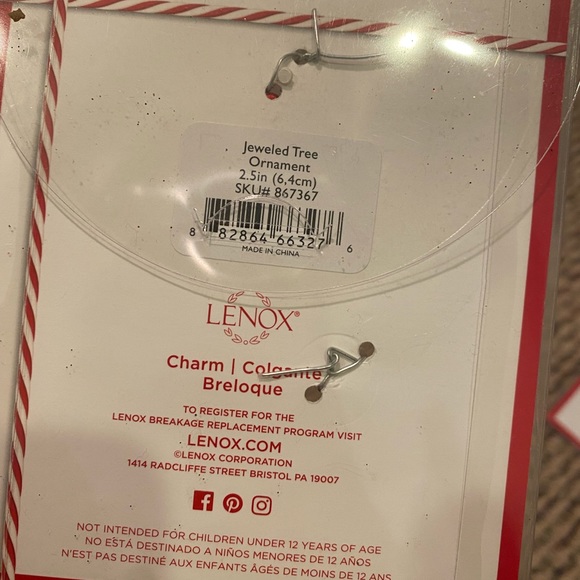 Jeweled Tree
Ornament
2.5in (6,4cm)
SKU# 867367
8 82864 66327 6
MADE IN CHINA
LENOX®
Charm | Colgante
Breloque
TO REGISTER FOR THE
LENOX BREAKAGE REPLACEMENT PROGRAM VISIT
LENOX.COM
©LENOX CORPORATION
1414 RADCLIFFE STREET BRISTOL PA 19007
NOT INTENDED FOR CHILDREN UNDER 12 YEARS OF AGE
NO ESTÁ DESTINADO A NIÑOS MENORES DE 12 AÑOS
N'EST PAS DESTINÉ AUX ENFANTS ÂGÉS DE MOINS DE 12 ANS